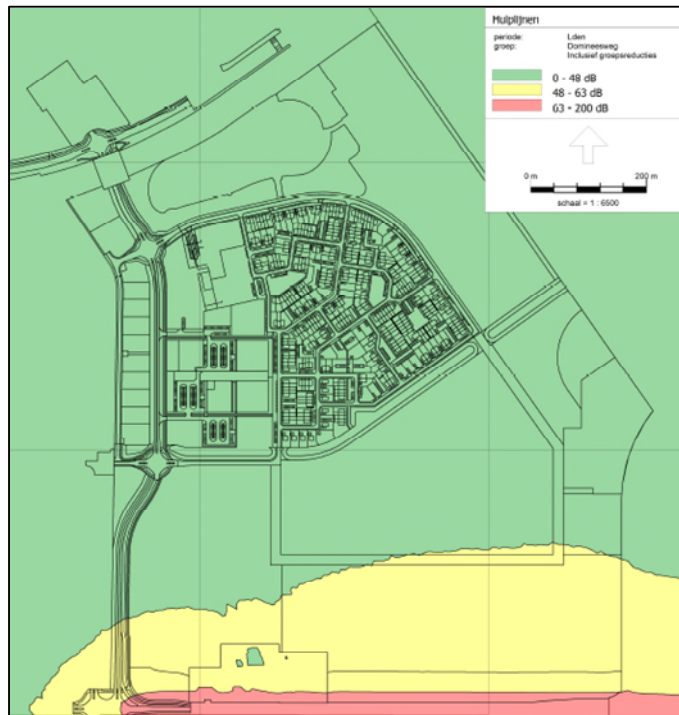 Hulplijnen
periode: Lden
groep: Domineesweg
Inclusief groepsreducties
0 - 48 dB
48 - 63 dB
63 - 200 dB
0 m 200 m
schaal = 1 : 6500